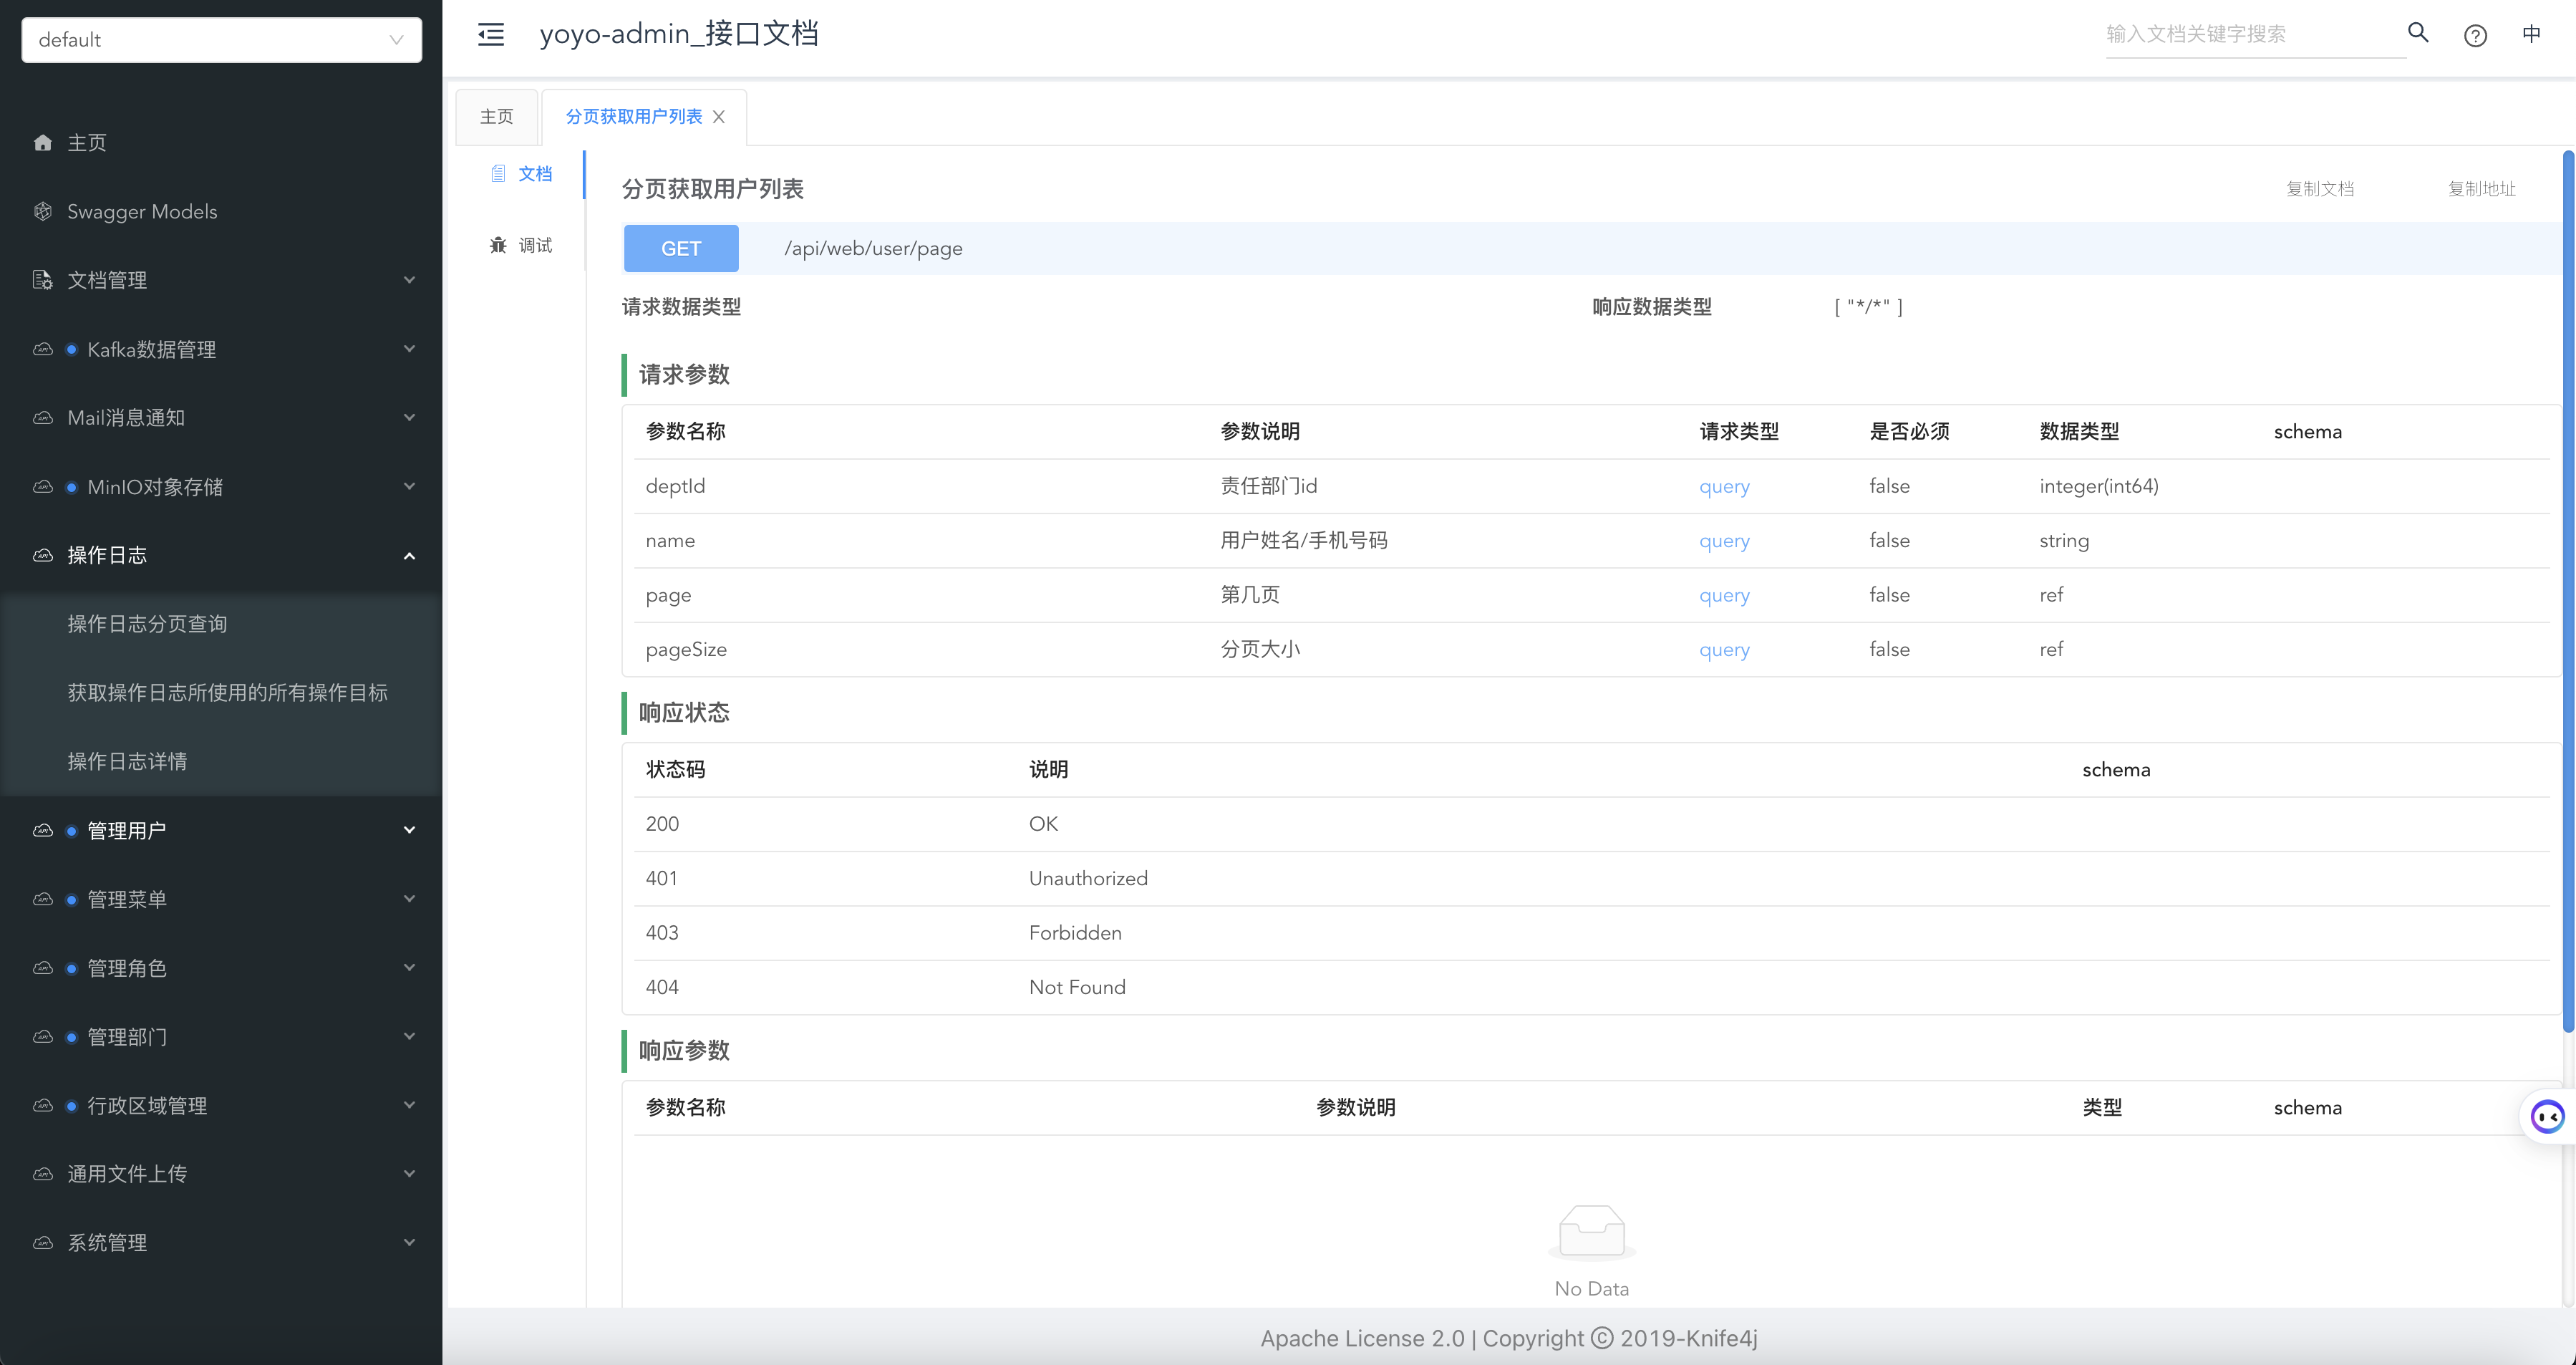 default
主页
Swagger Models
文档管理
Kafka数据管理
Mail消息通知
MinIO对象存储
操作日志
操作日志分页查询
获取操作日志所使用的所有操作目标
操作日志详情
管理用户
管理菜单
管理角色
管理部门
行政区域管理
通用文件上传
系统管理
yoyo-admin_接口文档
输入文档关键字搜索
中
主页 分页获取用户列表
文档
调试
分页获取用户列表 复制文档 复制地址
GET /api/web/user/page
请求数据类型 响应数据类型 [ "*/*" ]
请求参数
参数名称 参数说明 请求类型 是否必须 数据类型 schema
deptId 责任部门id query false integer(int64)
name 用户姓名/手机号码 query false string
page 第几页 query false ref
pageSize 分页大小 query false ref
响应状态
状态码 说明 schema
200 OK
401 Unauthorized
403 Forbidden
404 Not Found
响应参数
参数名称 参数说明 类型 schema
No Data
Apache License 2.0 | Copyright © 2019-Knife4j